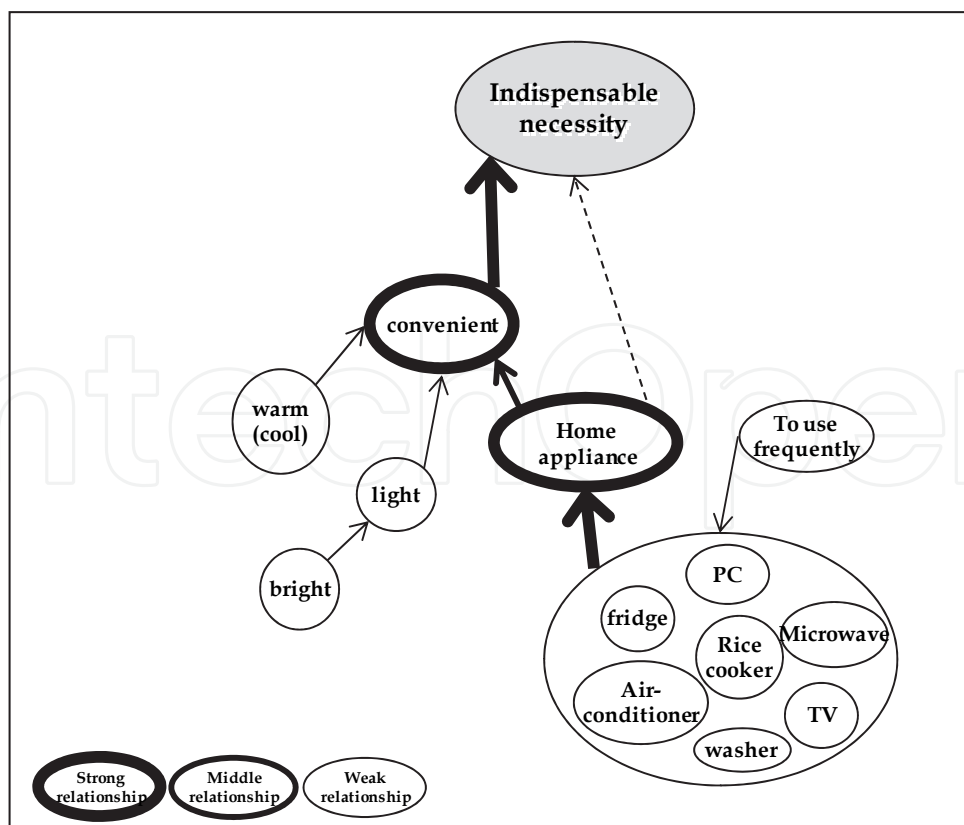 Indispensable
necessity
convenient
warm
(cool)
Home
appliance
To use
frequently
light
bright
PC
fridge
Microwave
Rice
cooker
Air-
conditioner
TV
washer
Strong
relationship
Middle
relationship
Weak
relationship